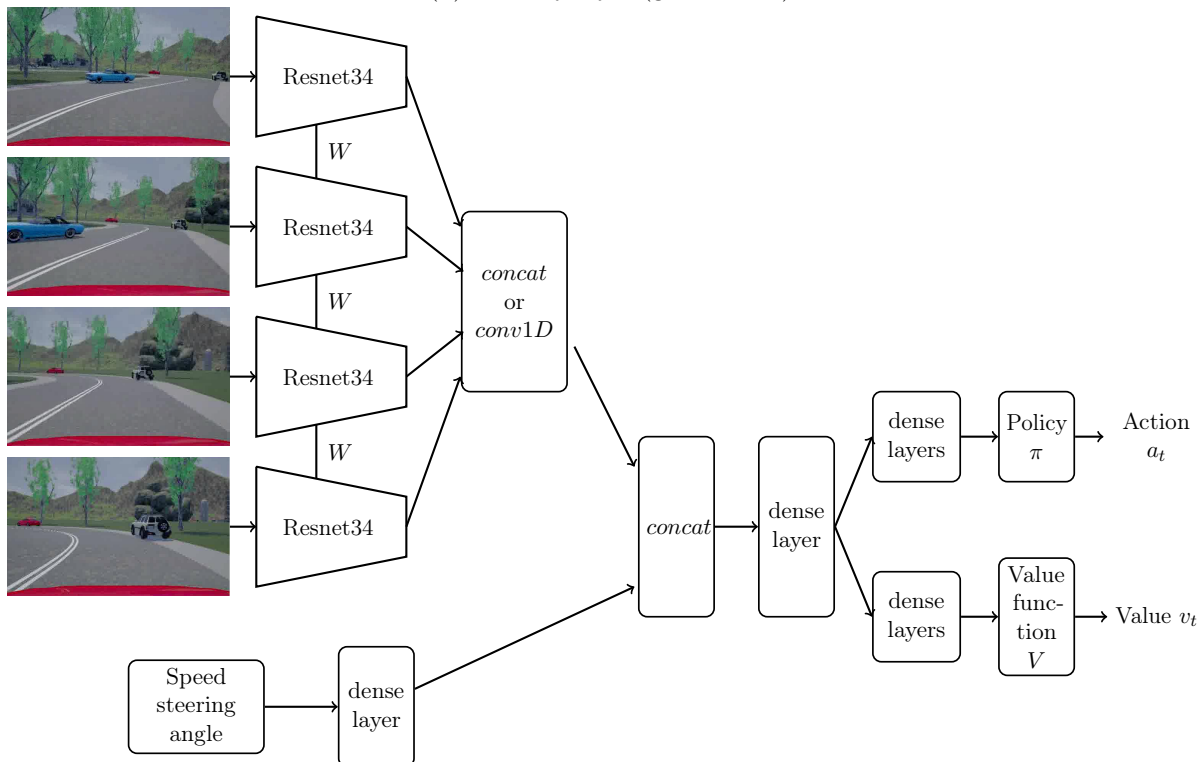 Resnet34
W
Resnet34
W
Resnet34
W
Resnet34
concat
or
conv1D
Speed
steering
angle
dense
layer
concat
dense
layer
dense
layers
Policy
π
Action
a_t
dense
layers
Value
func-
tion
V
Value v_t